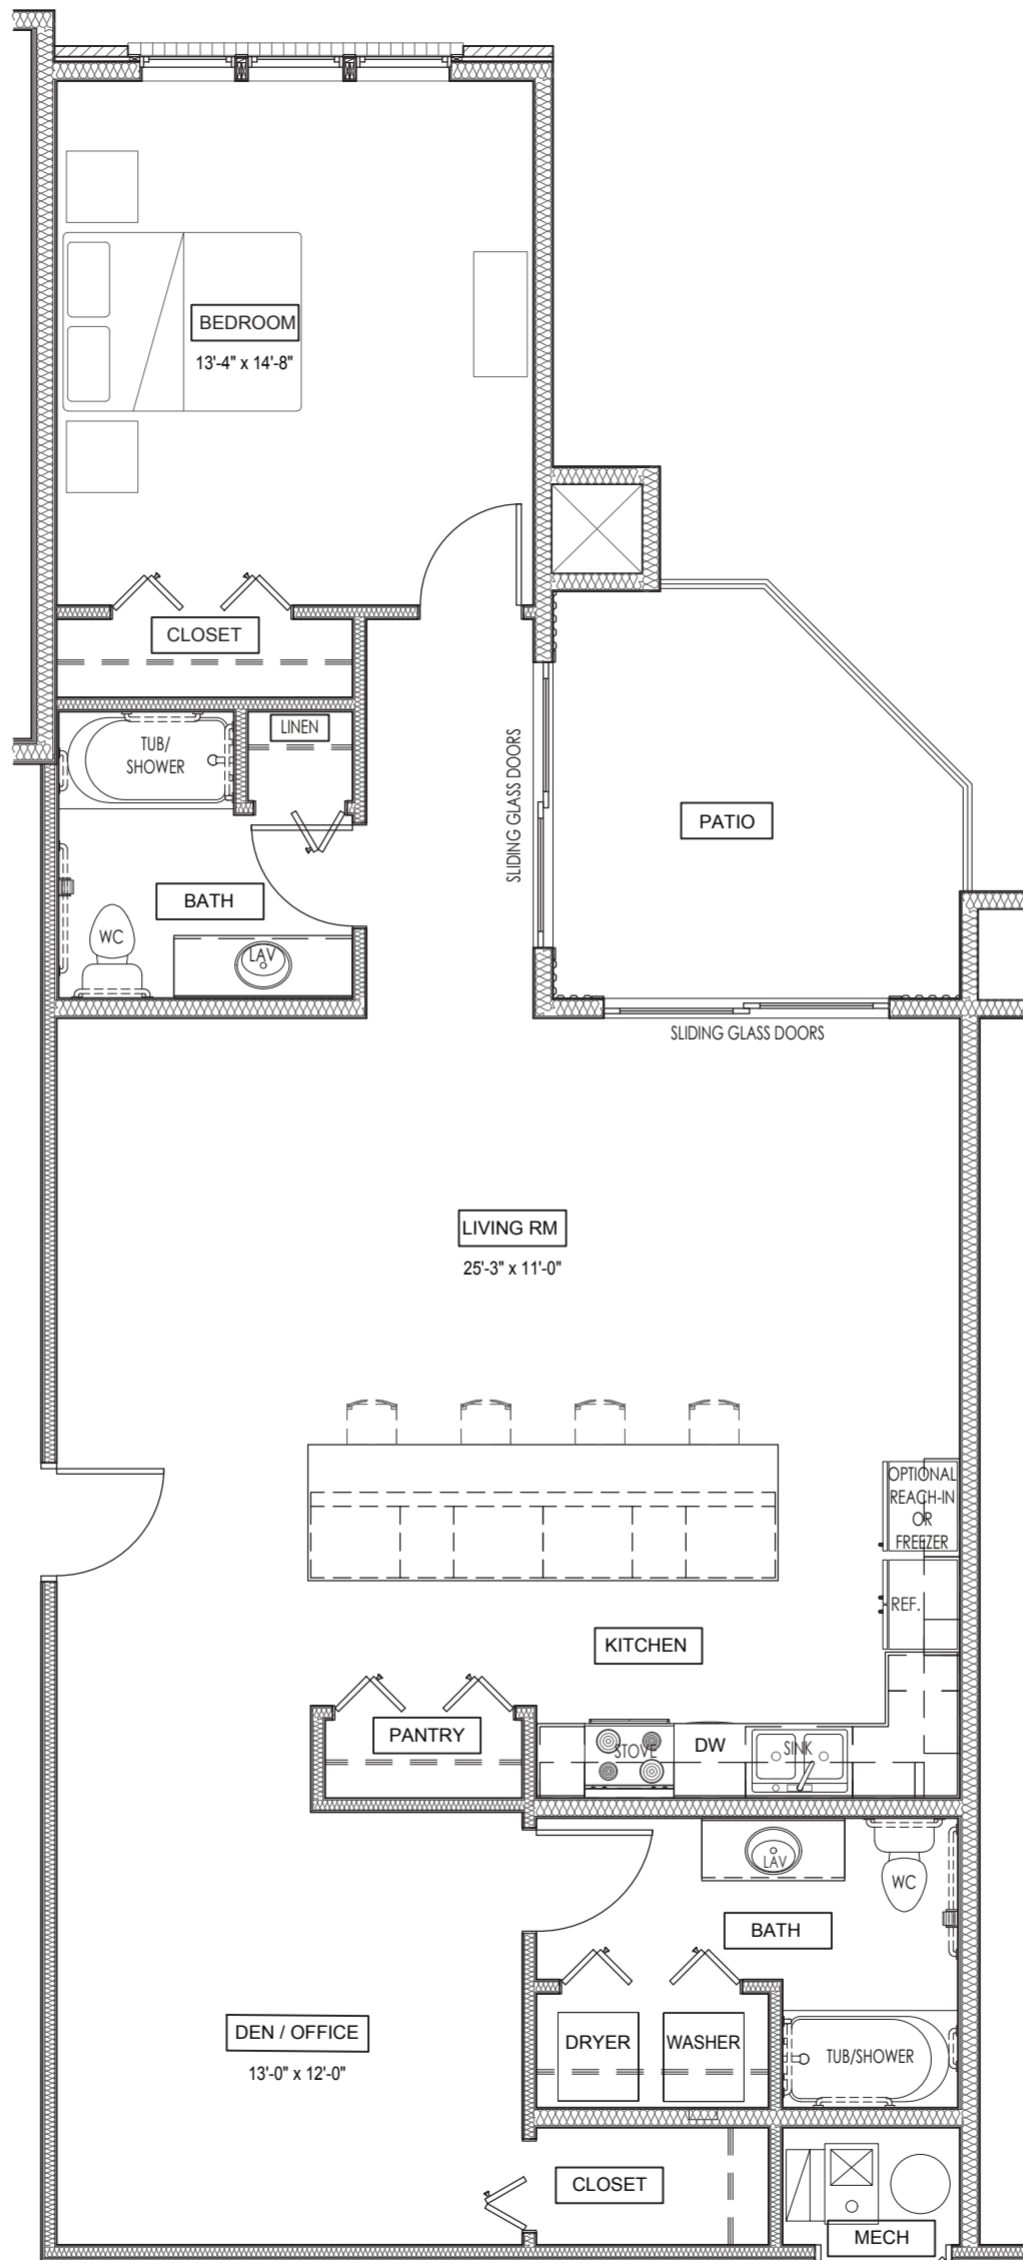 BEDROOM
13'-4" x 14'-8"
CLOSET
LINEN
TUB/
SHOWER
SLIDING GLASS DOORS
PATIO
BATH
WC
LAV
SLIDING GLASS DOORS
LIVING RM
25'-3" x 11'-0"
OPTIONAL
REACH-IN
OR
FREEZER
REF.
KITCHEN
PANTRY
STOVE
DW
SINK
LAV
WC
BATH
DEN / OFFICE
13'-0" x 12'-0"
DRYER
WASHER
TUB/SHOWER
CLOSET
MECH